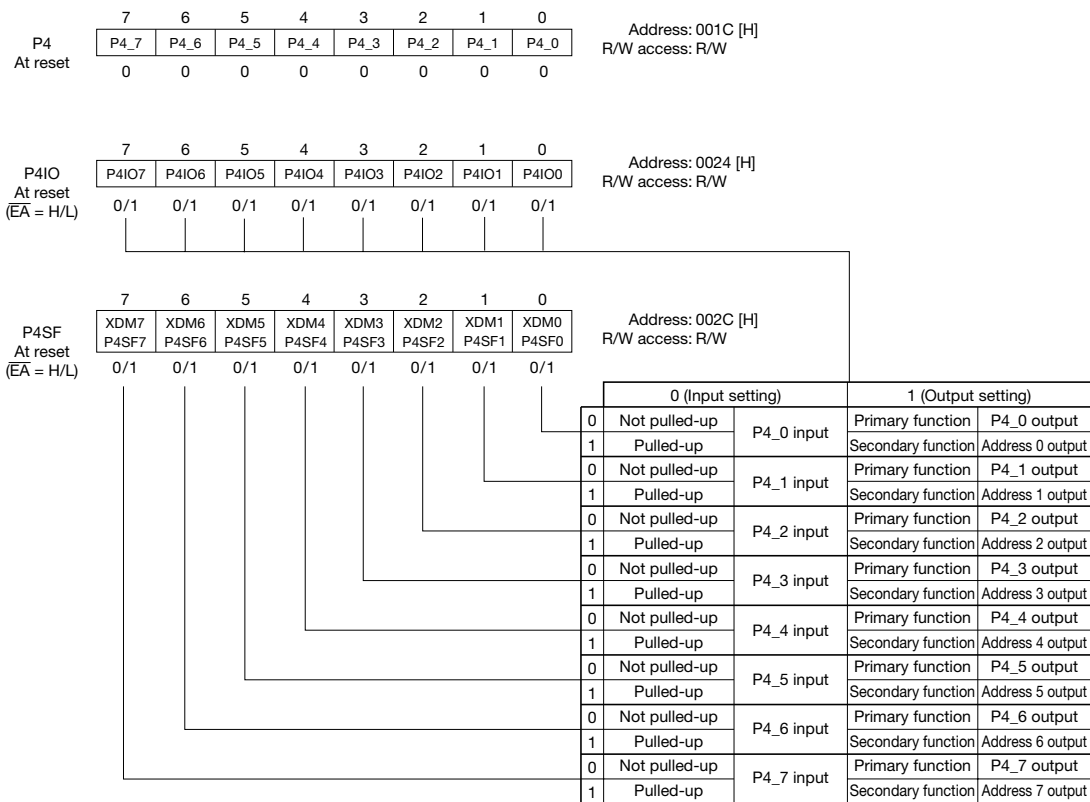 7 6 5 4 3 2 1 0
P4 P4_7 P4_6 P4_5 P4_4 P4_3 P4_2 P4_1 P4_0 Address: 001C [H]
At reset 0 0 0 0 0 0 0 0 R/W access: R/W
7 6 5 4 3 2 1 0
P4IO P4IO7 P4IO6 P4IO5 P4IO4 P4IO3 P4IO2 P4IO1 P4IO0 Address: 0024 [H]
At reset R/W access: R/W
(EA = H/L) 0/1 0/1 0/1 0/1 0/1 0/1 0/1 0/1
7 6 5 4 3 2 1 0
P4SF XDM7 XDM6 XDM5 XDM4 XDM3 XDM2 XDM1 XDM0 Address: 002C [H]
P4SF7 P4SF6 P4SF5 P4SF4 P4SF3 P4SF2 P4SF1 P4SF0 R/W access: R/W
At reset
(EA = H/L) 0/1 0/1 0/1 0/1 0/1 0/1 0/1 0/1
0 (Input setting) 1 (Output setting)
0 Not pulled-up P4_0 input Primary function P4_0 output
1 Pulled-up Secondary function Address 0 output
0 Not pulled-up P4_1 input Primary function P4_1 output
1 Pulled-up Secondary function Address 1 output
0 Not pulled-up P4_2 input Primary function P4_2 output
1 Pulled-up Secondary function Address 2 output
0 Not pulled-up P4_3 input Primary function P4_3 output
1 Pulled-up Secondary function Address 3 output
0 Not pulled-up P4_4 input Primary function P4_4 output
1 Pulled-up Secondary function Address 4 output
0 Not pulled-up P4_5 input Primary function P4_5 output
1 Pulled-up Secondary function Address 5 output
0 Not pulled-up P4_6 input Primary function P4_6 output
1 Pulled-up Secondary function Address 6 output
0 Not pulled-up P4_7 input Primary function P4_7 output
1 Pulled-up Secondary function Address 7 output